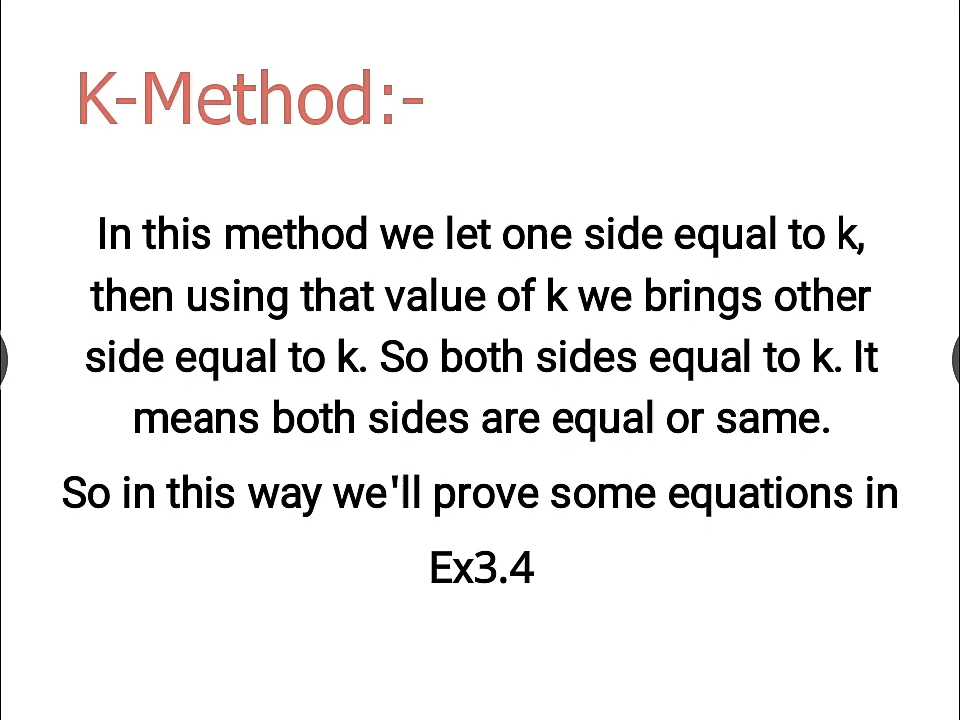 K-Method:-
In this method we let one side equal to k,
then using that value of k we brings other
side equal to k. So both sides equal to k. It
means both sides are equal or same.
So in this way we'll prove some equations in
Ex3.4